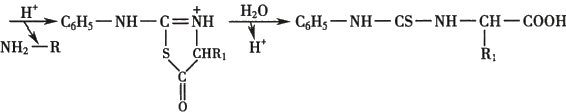 H⁺
NH₂—R
C₆H₅—NH—C=NH⁺
S CHR₁
C
O
H₂O
H⁺
C₆H₅—NH—CS—NH—CH—COOH
R₁